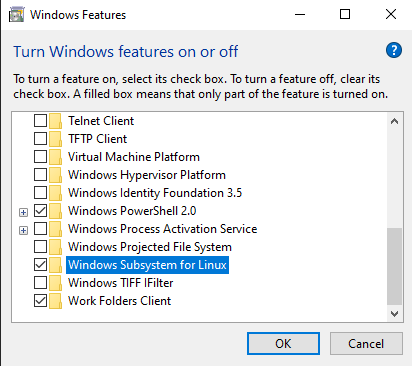 Windows Features
Turn Windows features on or off
To turn a feature on, select its check box. To turn a feature off, clear its
check box. A filled box means that only part of the feature is turned on.
Telnet Client
TFTP Client
Virtual Machine Platform
Windows Hypervisor Platform
Windows Identity Foundation 3.5
Windows PowerShell 2.0
Windows Process Activation Service
Windows Projected File System
Windows Subsystem for Linux
Windows TIFF IFilter
Work Folders Client
OK
Cancel